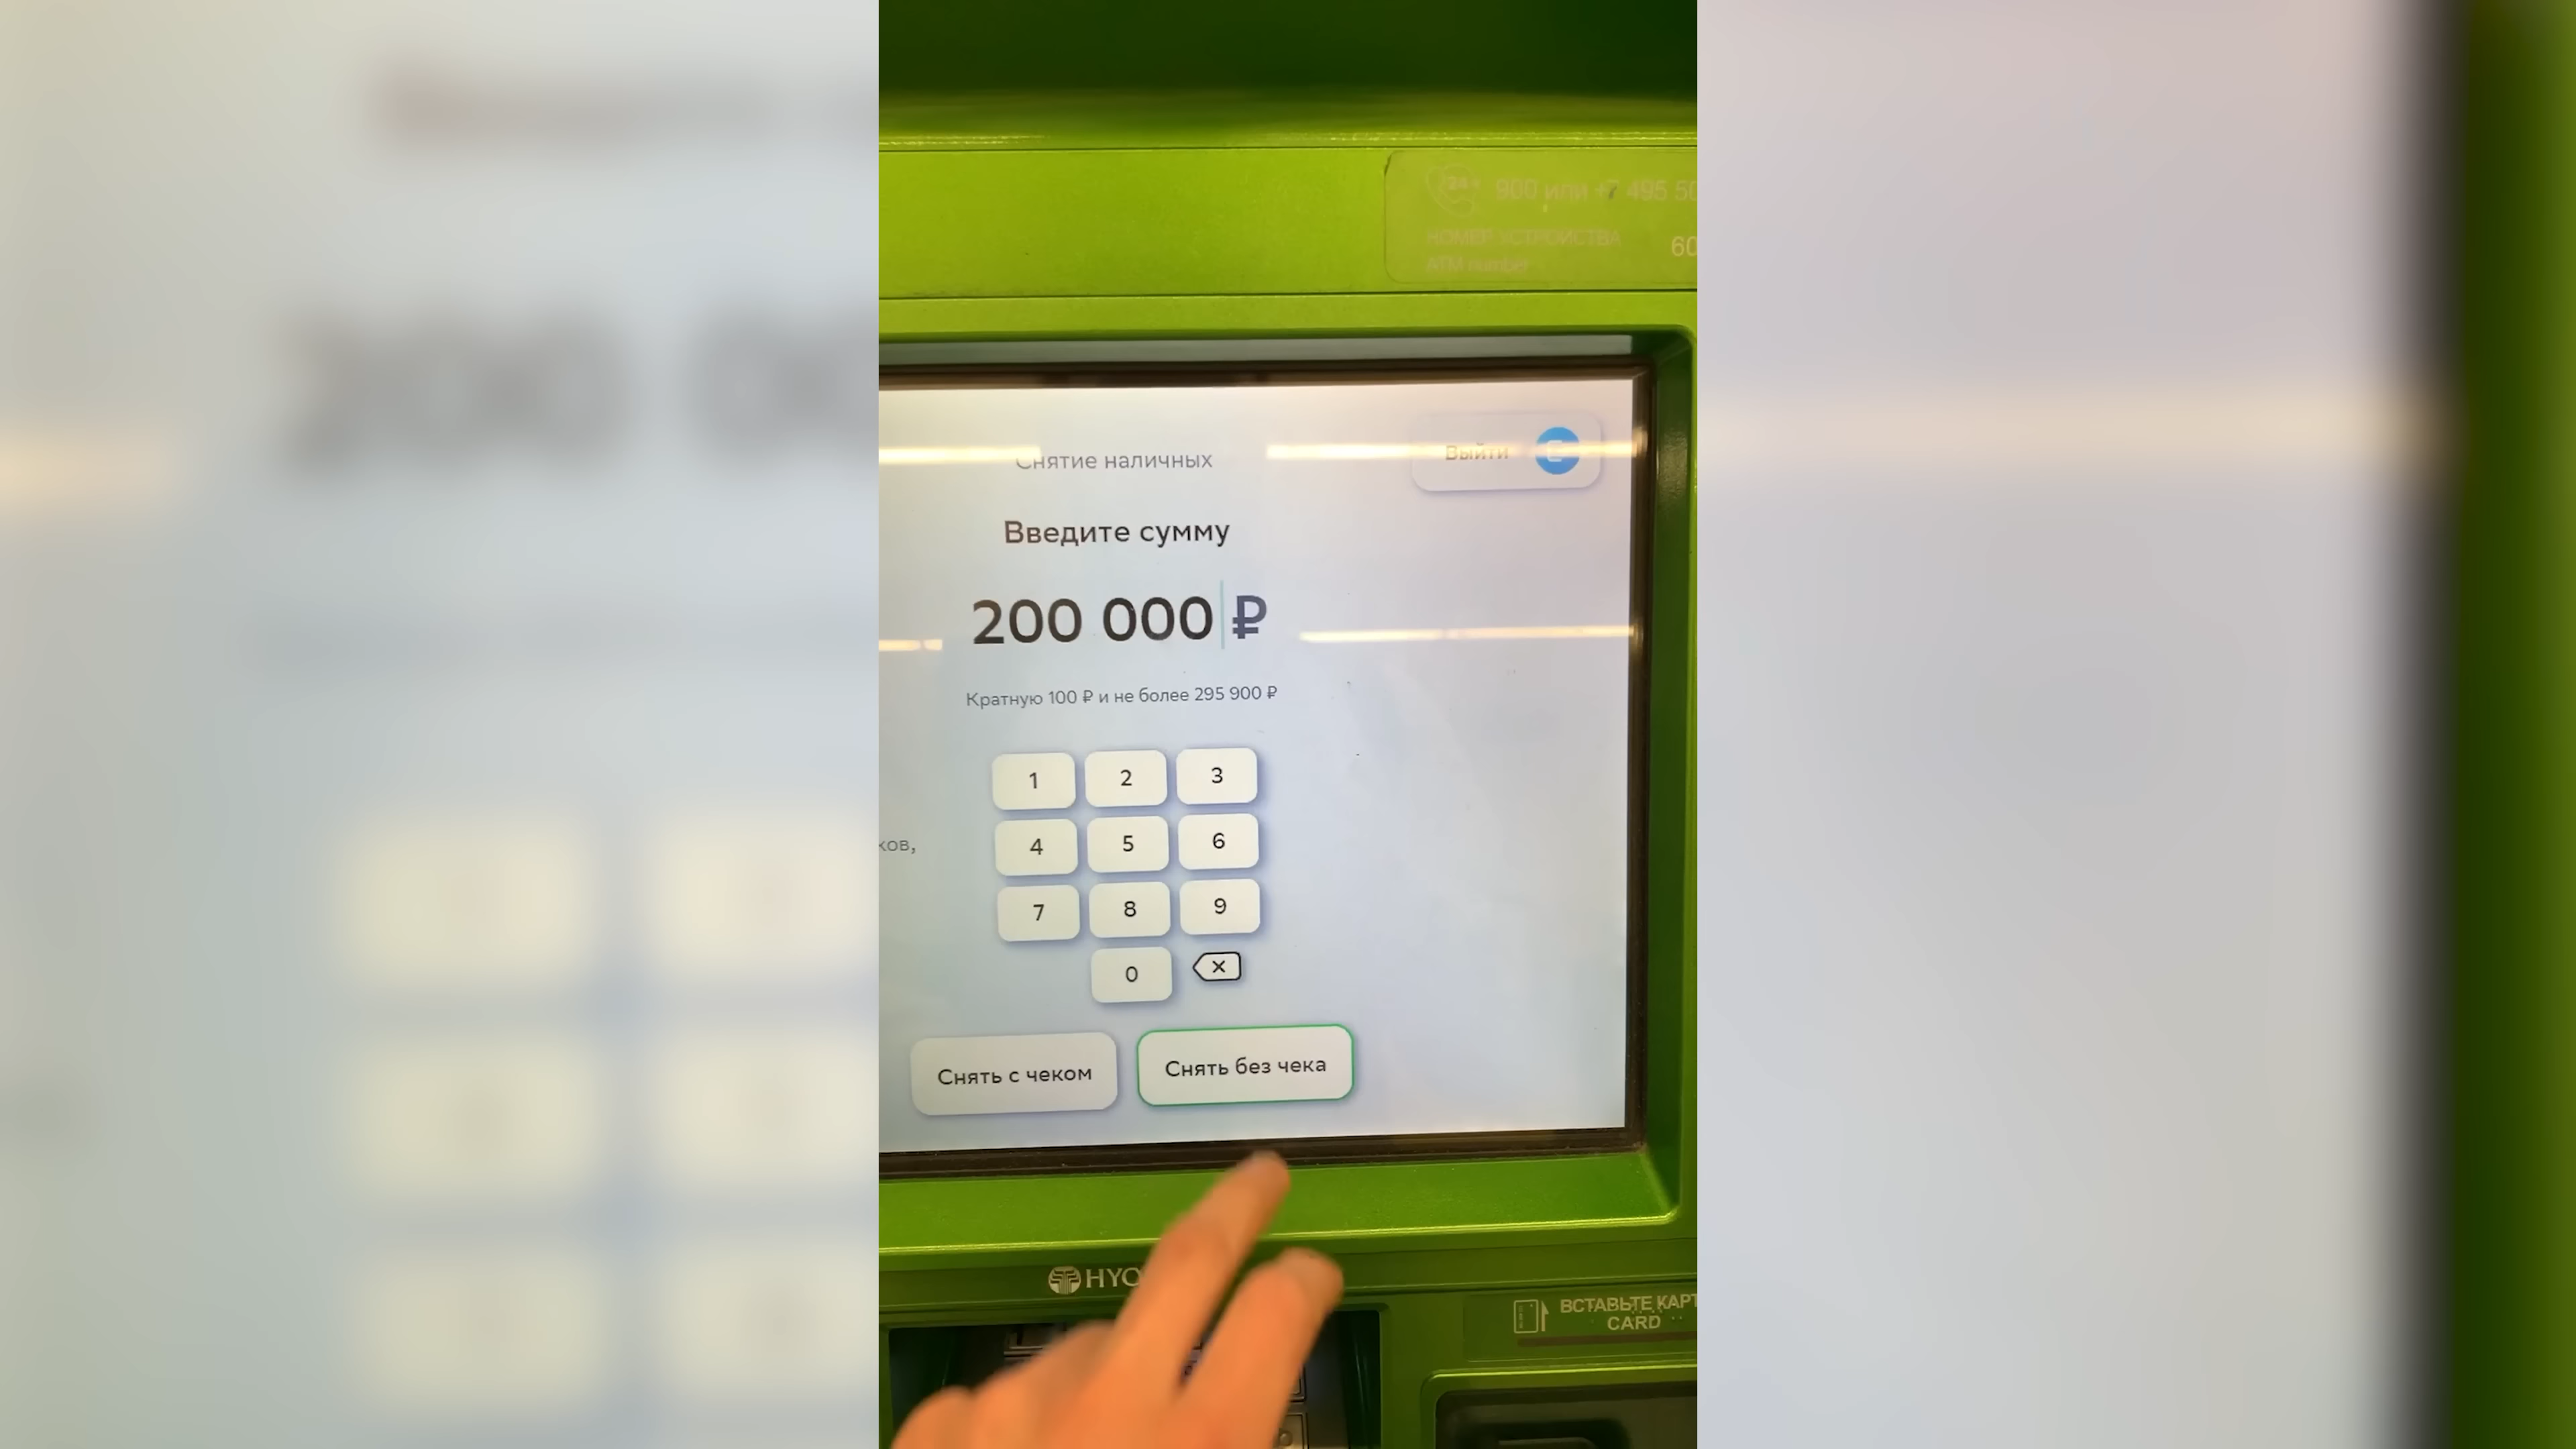 900 или +7 495 50
НОМЕР УСТРОЙСТВА
60
ATM number
Снятие наличных
Выйти
Введите сумму
200 000 ₽
Кратную 100 ₽ и не более 295 900 ₽
1 2 3
4 5 6
ков,
7 8 9
0
Снять с чеком
Снять без чека
HYO
ВСТАВЬТЕ КАРТ
CARD